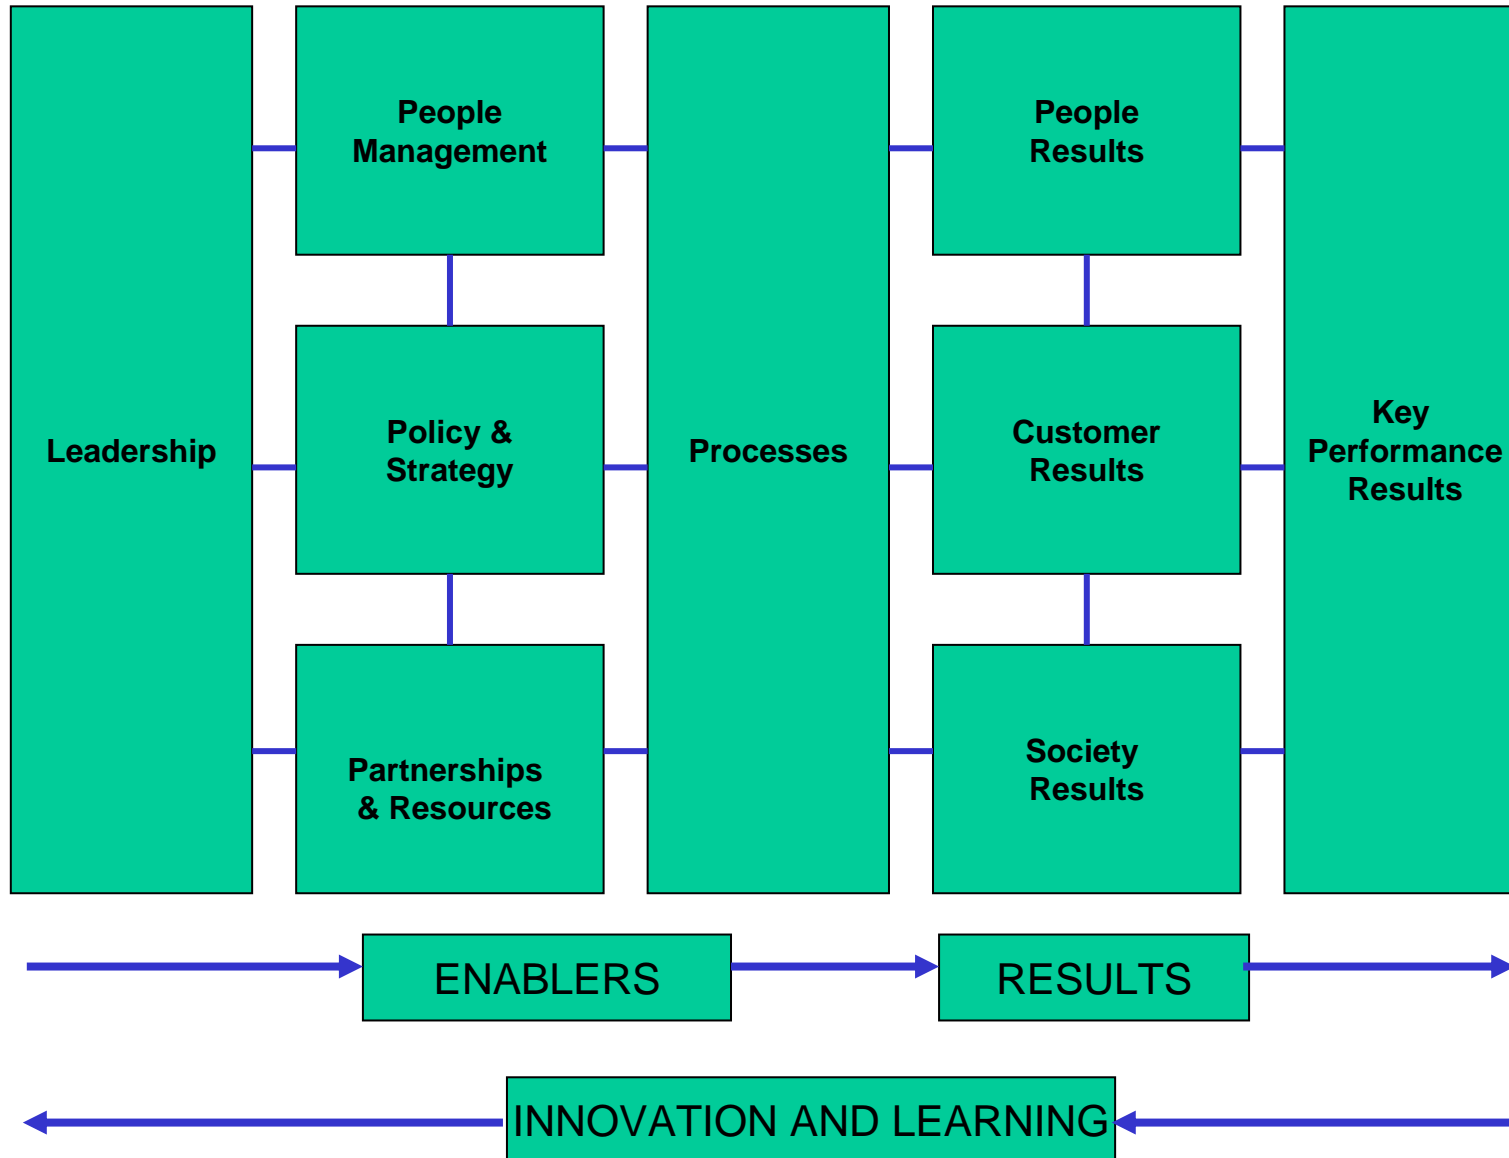 People
Management
People
Results
Leadership
Policy &
Strategy
Processes
Customer
Results
Key
Performance
Results
Partnerships
& Resources
Society
Results
ENABLERS
RESULTS
INNOVATION AND LEARNING